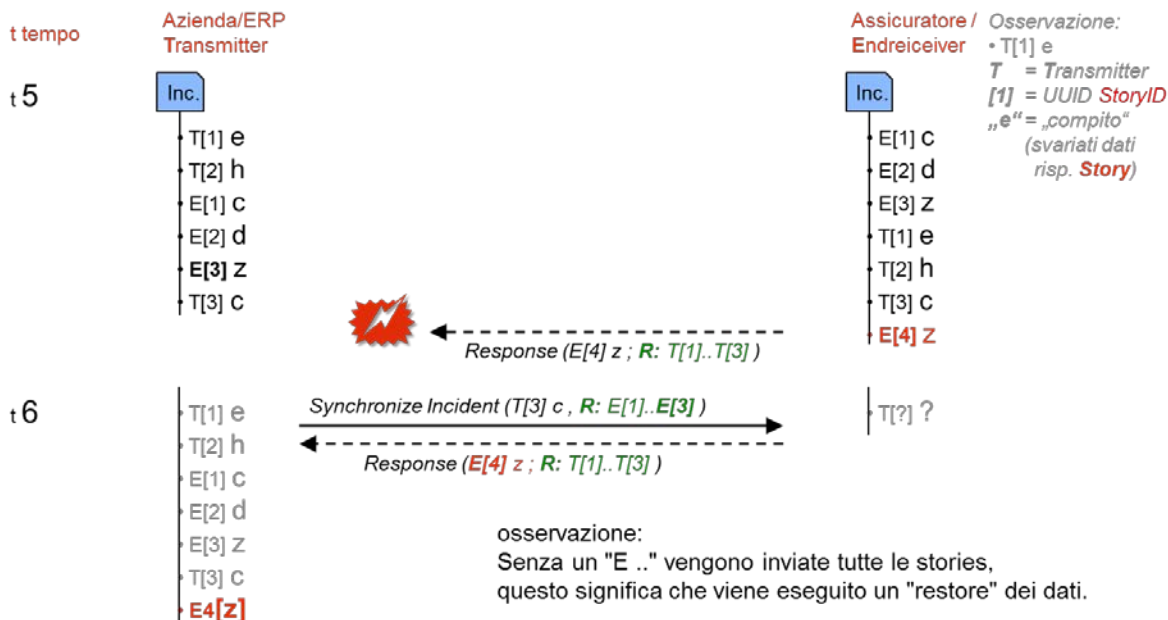 t tempo
Azienda/ERP
Transmitter
Assicuratore /
Endreiceiver
Osservazione:
• T[1] e
T = Transmitter
[1] = UUID StoryID
„e“ = „compito“
(svariati dati
risp. Story)
t 5
Inc.
• T[1] e
• T[2] h
• E[1] c
• E[2] d
• E[3] z
• T[3] c
Inc.
• E[1] c
• E[2] d
• E[3] z
• T[1] e
• T[2] h
• T[3] c
• E[4] z
Response (E[4] z ; R: T[1]..T[3] )
t 6
• T[1] e
• T[2] h
• E[1] c
• E[2] d
• E[3] z
• T[3] c
• E4[z]
Synchronize Incident (T[3] c , R: E[1]..E[3] )
Response (E[4] z ; R: T[1]..T[3] )
• T[?] ?
osservazione:
Senza un "E .." vengono inviate tutte le stories,
questo significa che viene eseguito un "restore" dei dati.